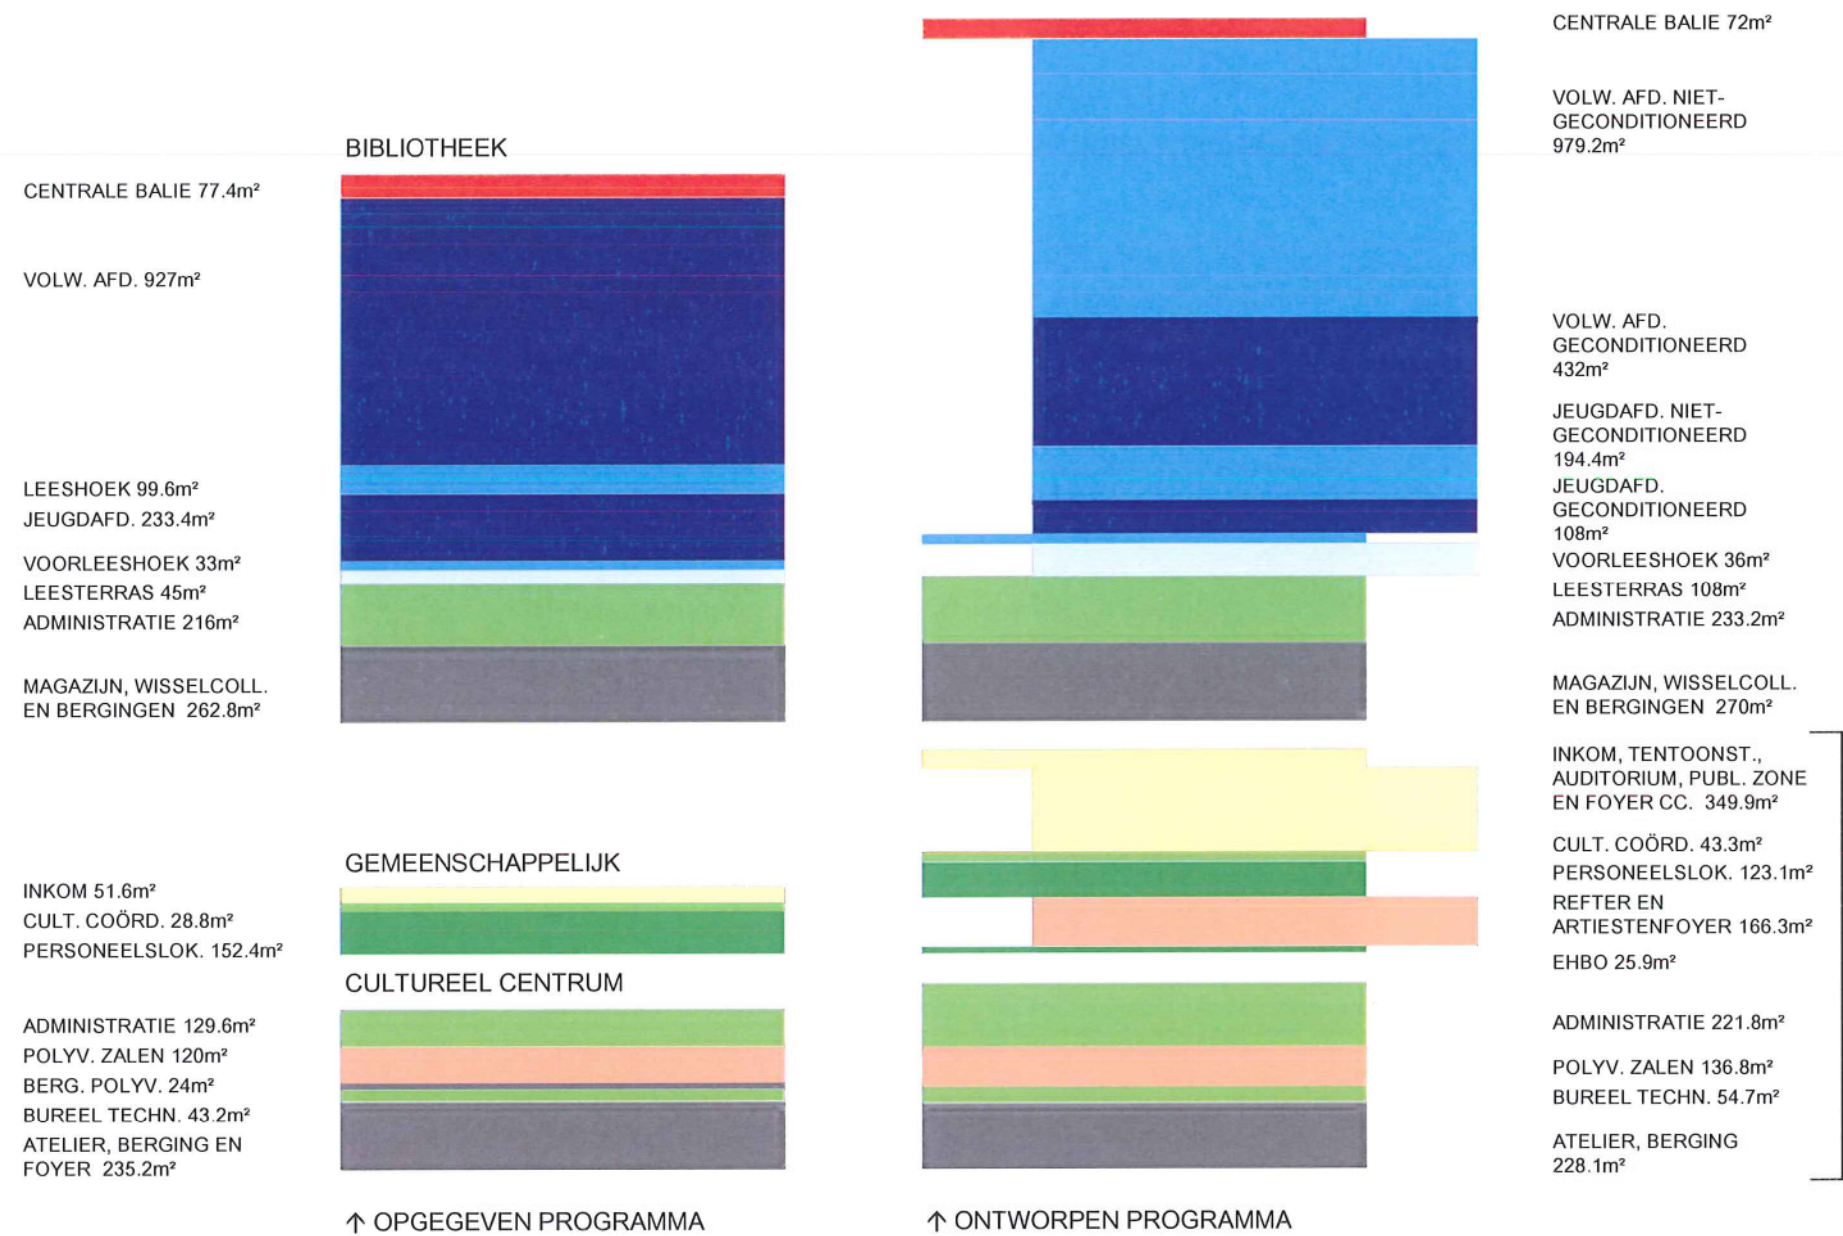 BIBLIOTHEEK
CENTRALE BALIE 77.4m²
VOLW. AFD. 927m²
LEESHOEK 99.6m²
JEUGDAFD. 233.4m²
VOORLEESHOEK 33m²
LEESTERRAS 45m²
ADMINISTRATIE 216m²
MAGAZIJN, WISSELCOLL.
EN BERGINGEN 262.8m²
GEMEENSCHAPPELIJK
INKOM 51.6m²
CULT. COÖRD. 28.8m²
PERSONEELSLOK. 152.4m²
CULTUREEL CENTRUM
ADMINISTRATIE 129.6m²
POLYV. ZALEN 120m²
BERG. POLYV. 24m²
BUREEL TECHN. 43.2m²
ATELIER, BERGING EN
FOYER 235.2m²
↑ OPGEGEVEN PROGRAMMA
CENTRALE BALIE 72m²
VOLW. AFD. NIET-
GECONDITIONEERD
979.2m²
VOLW. AFD.
GECONDITIONEERD
432m²
JEUGDAFD. NIET-
GECONDITIONEERD
194.4m²
JEUGDAFD.
GECONDITIONEERD
108m²
VOORLEESHOEK 36m²
LEESTERRAS 108m²
ADMINISTRATIE 233.2m²
MAGAZIJN, WISSELCOLL.
EN BERGINGEN 270m²
INKOM, TENTOONST.,
AUDITORIUM, PUBL. ZONE
EN FOYER CC. 349.9m²
CULT. COÖRD. 43.3m²
PERSONEELSLOK. 123.1m²
REFTER EN
ARTIESTENFOYER 166.3m²
EHBO 25.9m²
ADMINISTRATIE 221.8m²
POLYV. ZALEN 136.8m²
BUREEL TECHN. 54.7m²
ATELIER, BERGING
228.1m²
↑ ONTWORPEN PROGRAMMA